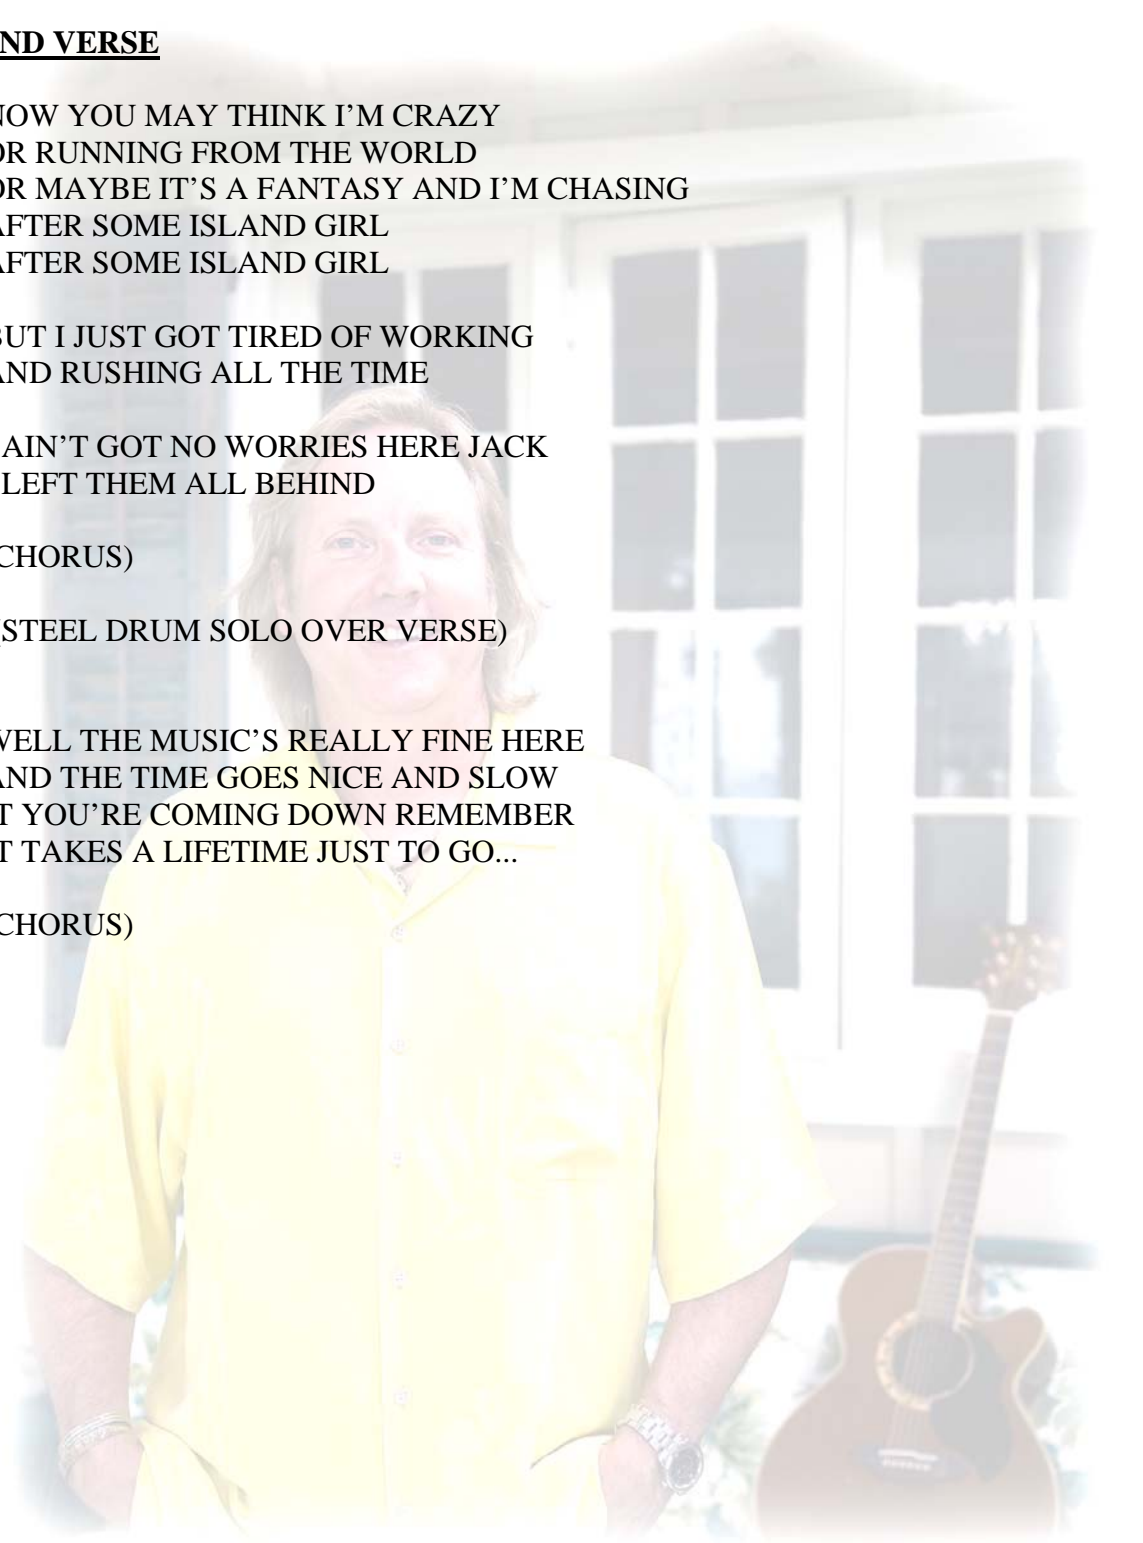 ND VERSE
NOW YOU MAY THINK I'M CRAZY
OR RUNNING FROM THE WORLD
OR MAYBE IT'S A FANTASY AND I'M CHASING
AFTER SOME ISLAND GIRL
AFTER SOME ISLAND GIRL
BUT I JUST GOT TIRED OF WORKING
AND RUSHING ALL THE TIME
AIN'T GOT NO WORRIES HERE JACK
LEFT THEM ALL BEHIND
CHORUS)
(STEEL DRUM SOLO OVER VERSE)
WELL THE MUSIC'S REALLY FINE HERE
AND THE TIME GOES NICE AND SLOW
T YOU'RE COMING DOWN REMEMBER
T TAKES A LIFETIME JUST TO GO...
CHORUS)